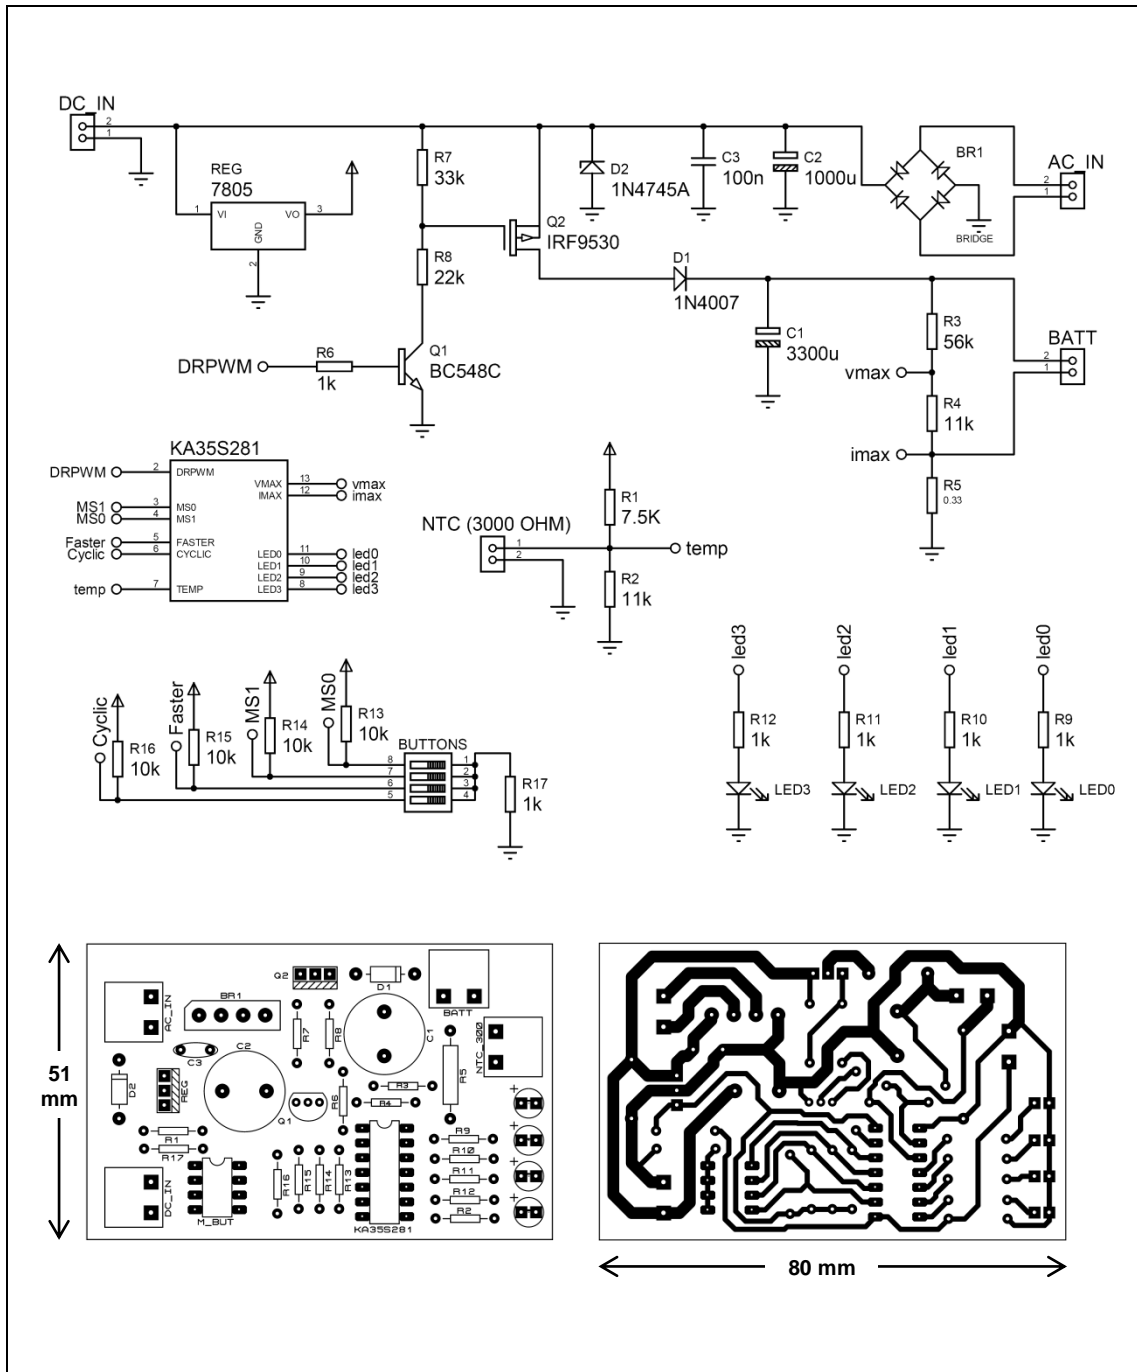 DC_IN
2
1
REG
7805
1
VI
VO
3
GND
2
R7
33k
R8
22k
Q2
IRF9530
D2
1N4745A
C3
100n
C2
1000u
BR1
BRIDGE
AC_IN
2
1
D1
1N4007
C1
3300u
R3
56k
BATT
2
1
vmax
R4
11k
imax
R5
0.33
DRPWM
R6
1k
Q1
BC548C
KA35S281
DRPWM
2
DRPWM
MS1
3
MS0
MS0
4
MS1
Faster
5
FASTER
Cyclic
6
CYCLIC
temp
7
TEMP
VMAX
13
vmax
IMAX
12
imax
LED0
11
led0
LED1
10
led1
LED2
9
led2
LED3
8
led3
NTC (3000 OHM)
1
2
R1
7.5K
temp
R2
11k
Cyclic
R16
10k
Faster
R15
10k
MS1
R14
10k
MS0
R13
10k
BUTTONS
8
7
6
5
1
2
3
4
R17
1k
led3
R12
1k
LED3
led2
R11
1k
LED2
led1
R10
1k
LED1
led0
R9
1k
LED0
51
mm
AC_IN
BR1
C3
C2
D2
REG
R1
R17
DC_IN
M_BUT
Q2
R7
R8
D1
C1
BATT
NTC_300
R5
R3
R4
R6
Q1
R16
R15
R14
R13
KA35S281
R9
R10
R11
R12
R2
+
+
+
+
80 mm